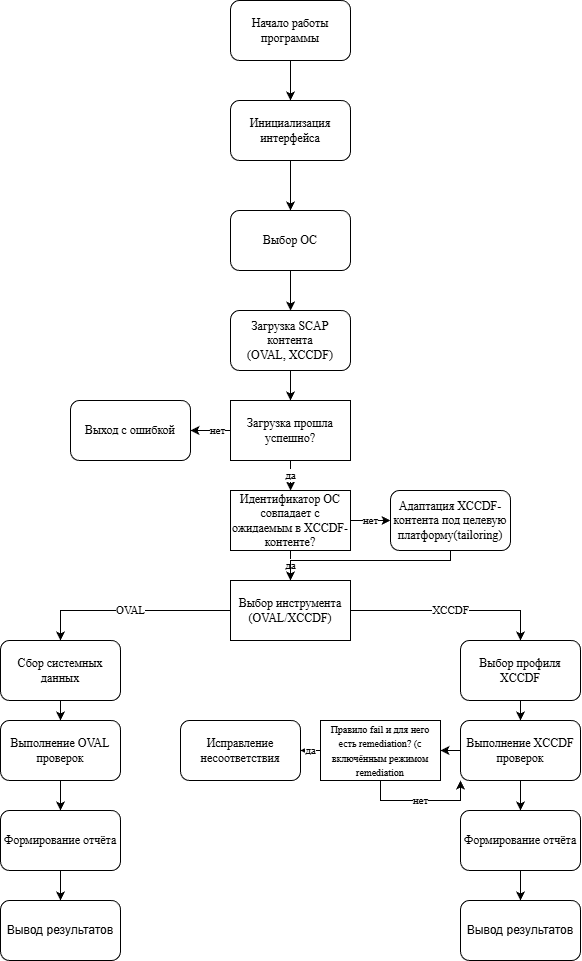 Начало работы
программы
Инициализация
интерфейса
Выбор ОС
Загрузка SCAP
контента
(OVAL, XCCDF)
Загрузка прошла
успешно?
нет
Выход с ошибкой
да
Идентификатор ОС
совпадает с
ожидаемым в XCCDF-
контенте?
нет
Адаптация XCCDF-
контента под целевую
платформу(tailoring)
да
Выбор инструмента
(OVAL/XCCDF)
OVAL
XCCDF
Сбор системных
данных
Выбор профиля
XCCDF
Выполнение OVAL
проверок
Исправление
несоответствия
да
Правило fail и для него
есть remediation? (с
включённым режимом
remediation
Выполнение XCCDF
проверок
нет
Формирование отчёта
Формирование отчёта
Вывод результатов
Вывод результатов